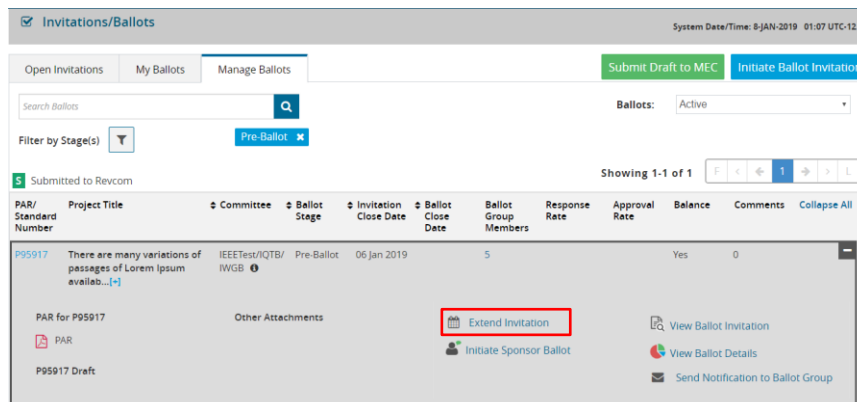 Invitations/Ballots
System Date/Time: 8-JAN-2019 01:07 UTC-12
Open Invitations My Ballots Manage Ballots Submit Draft to MEC Initiate Ballot Invitation
Search Ballots Ballots: Active
Filter by Stage(s) Pre-Ballot ×
Showing 1-1 of 1 F < 1 > L
S Submitted to Revcom
PAR/ Standard Number Project Title Committee Ballot Stage Invitation Close Date Ballot Close Date Ballot Group Members Response Rate Approval Rate Balance Comments Collapse All
P95917 There are many variations of IEEETest/IQTB/ Pre-Ballot 06 Jan 2019 5 Yes 0
passages of Lorem Ipsum IWGB
availab...[+]
PAR for P95917 Other Attachments Extend Invitation View Ballot Invitation
PAR
Initiate Sponsor Ballot View Ballot Details
P95917 Draft Send Notification to Ballot Group